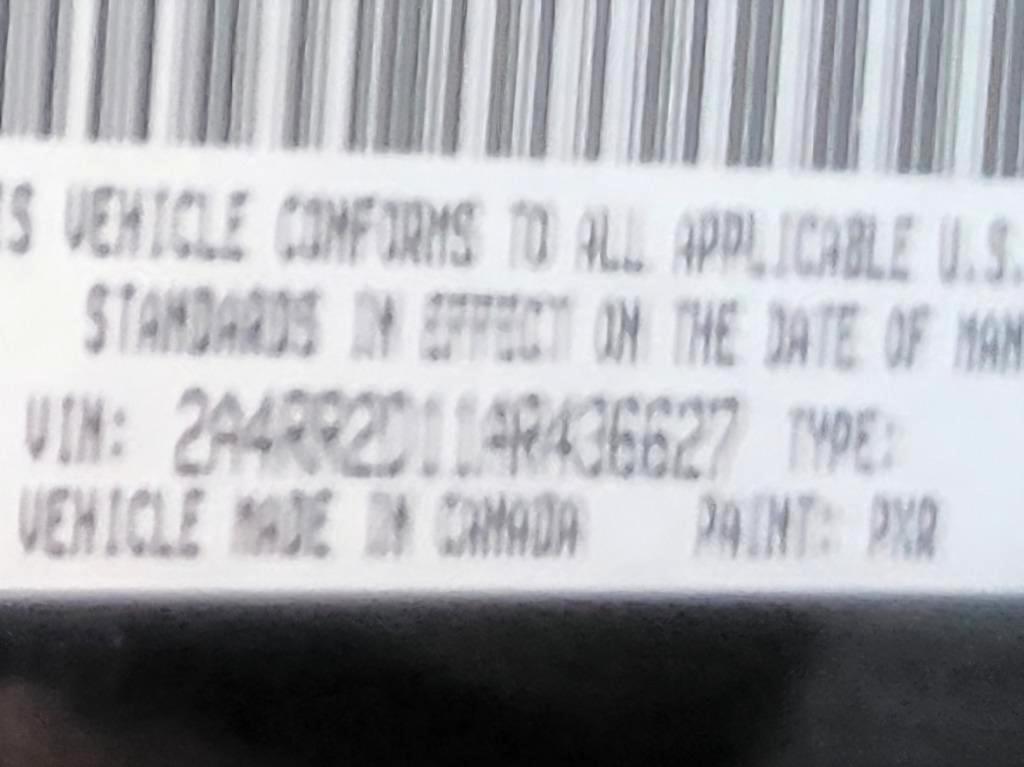 IS VEHICLE CONFORMS TO ALL APPLICABLE U.S.
STANDARDS IN EFFECT ON THE DATE OF MAN
VIN: 2A4RR2D11AR436627 TYPE:
VEHICLE MADE IN CANADA PAINT: PXR